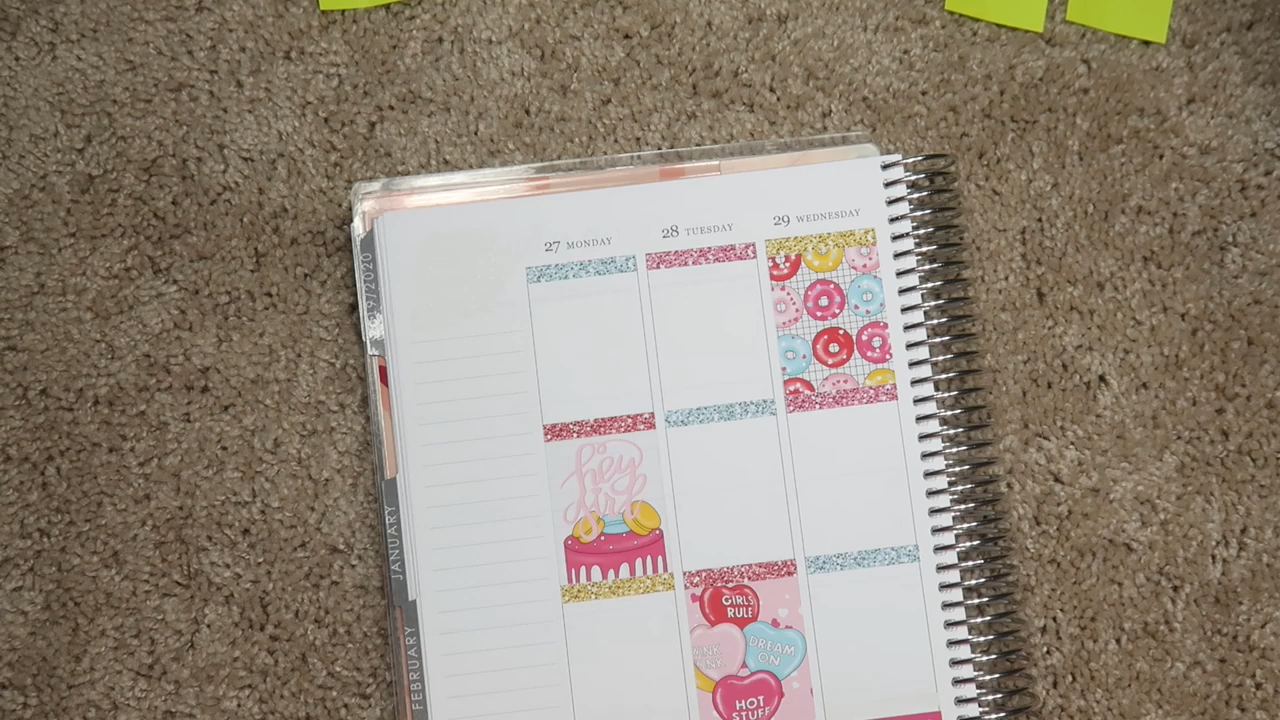 27 MONDAY
28 TUESDAY
29 WEDNESDAY
JANUARY
FEBRUARY
hey
girl
GIRLS
RULE
DREAM
ON
HOT
STUFF